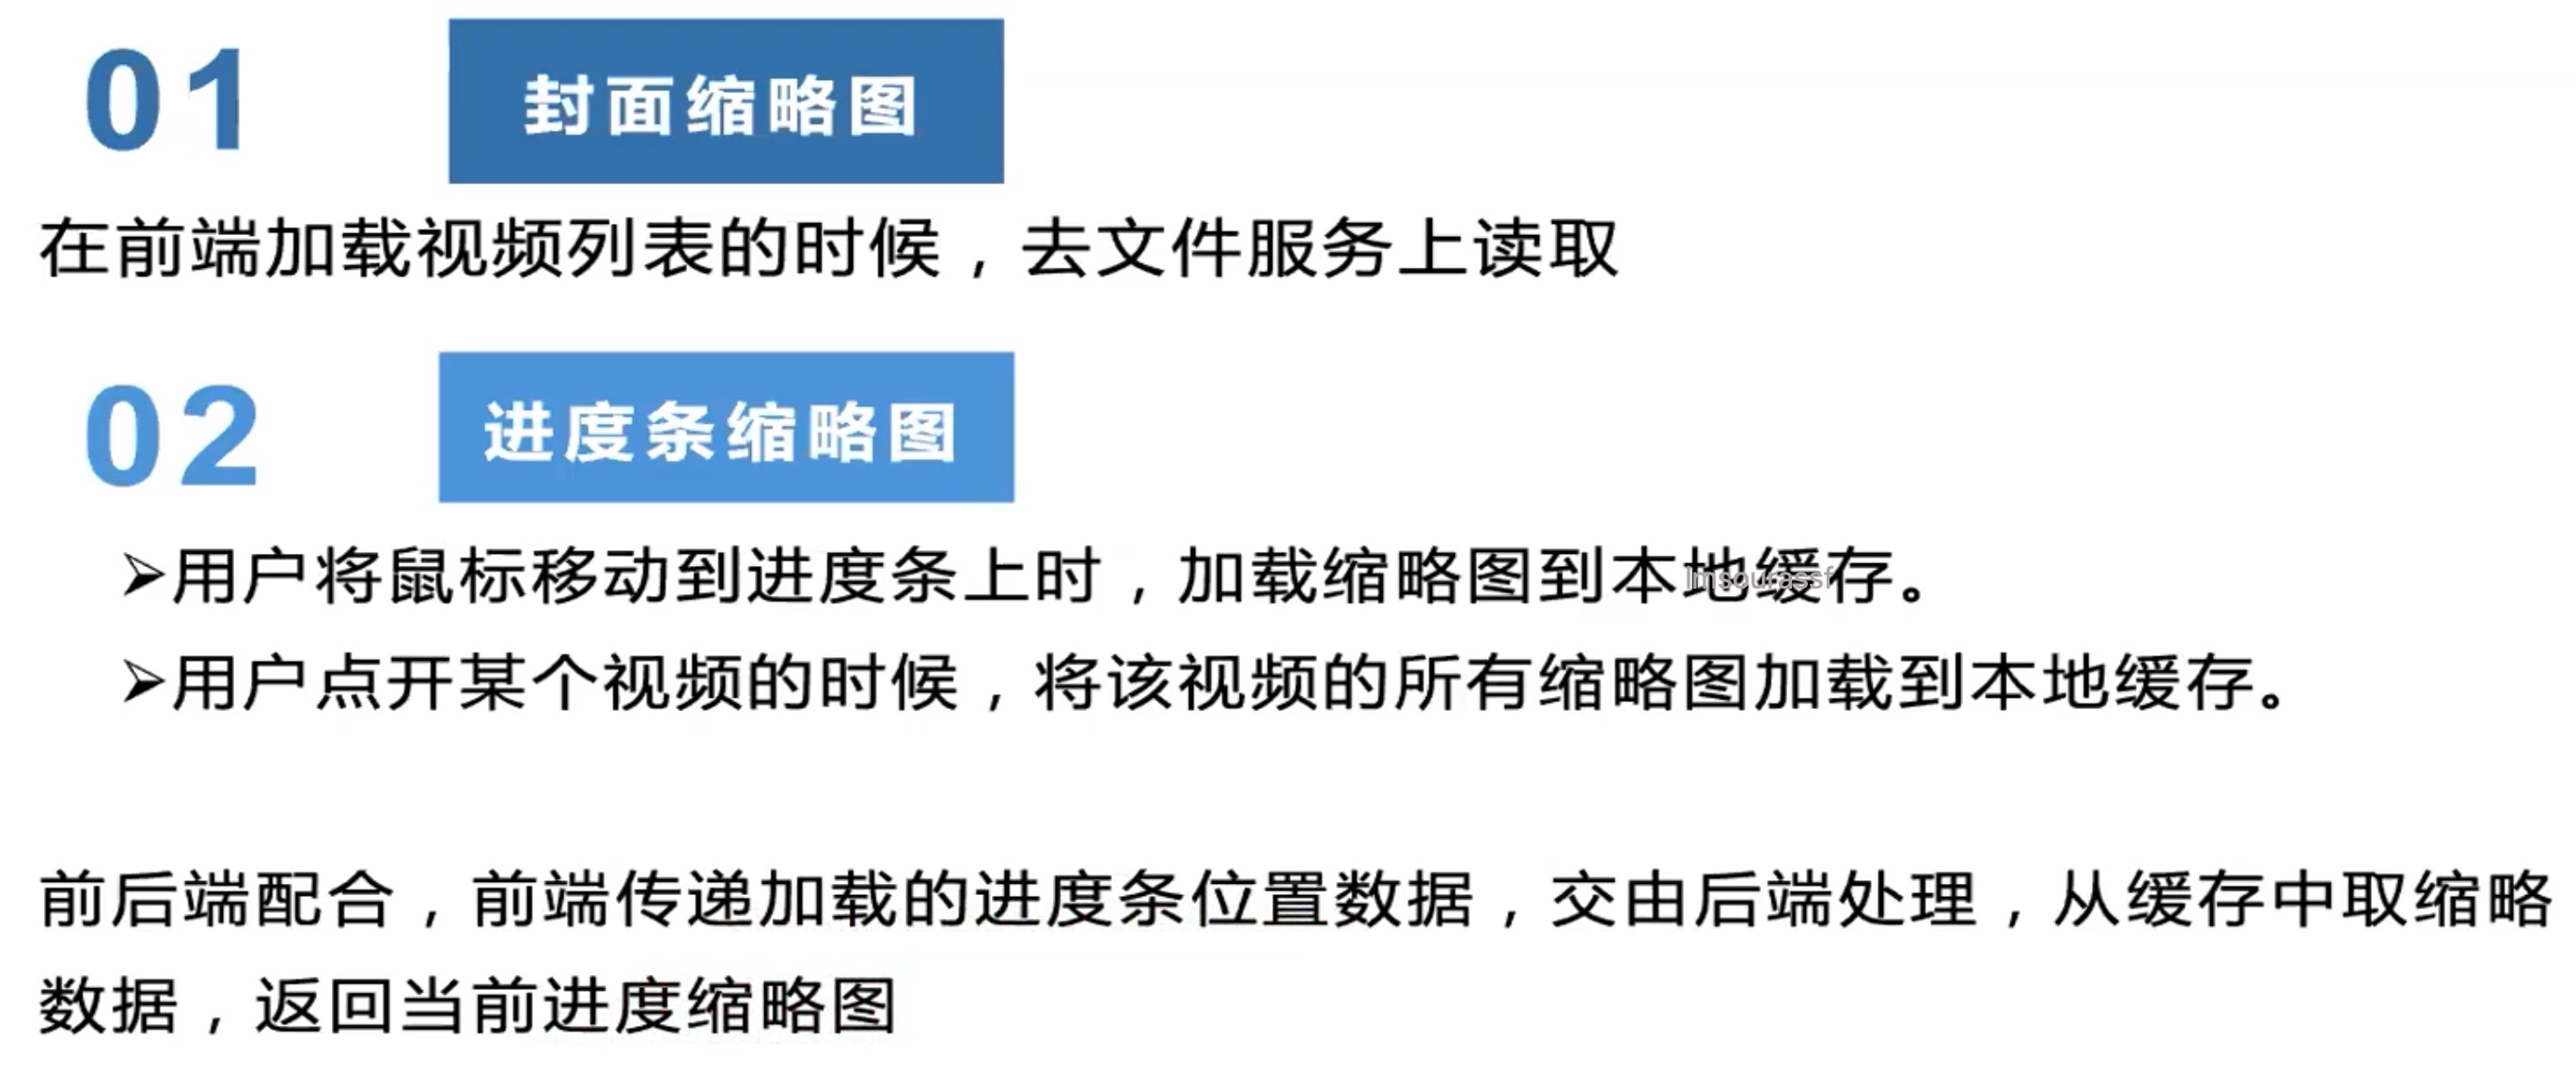 01 封面缩略图
在前端加载视频列表的时候，去文件服务上读取
02 进度条缩略图
➢用户将鼠标移动到进度条上时，加载缩略图到本地缓存。
lmsourassf
➢用户点开某个视频的时候，将该视频的所有缩略图加载到本地缓存。
前后端配合，前端传递加载的进度条位置数据，交由后端处理，从缓存中取缩略
数据，返回当前进度缩略图